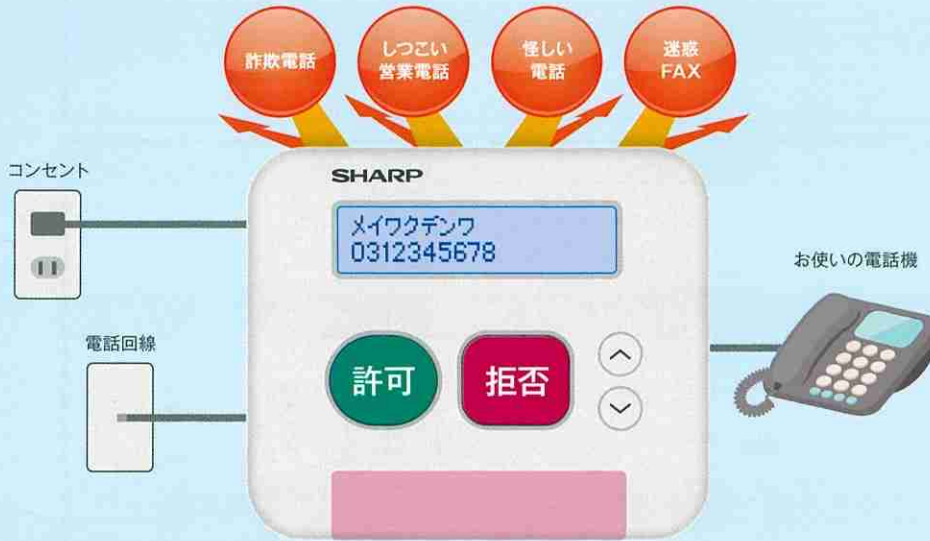 詐欺電話
しつこい
営業電話
怪しい
電話
迷惑
FAX
コンセント
SHARP
メイワクデンワ
0312345678
お使いの電話機
電話回線
許可
拒否